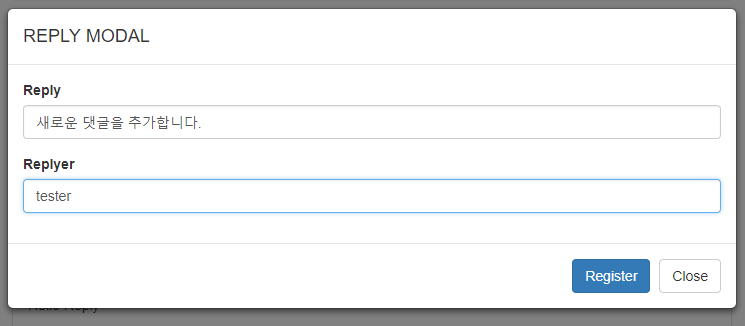 REPLY MODAL
Reply
새로운 댓글을 추가합니다.
Replyer
tester
Register
Close